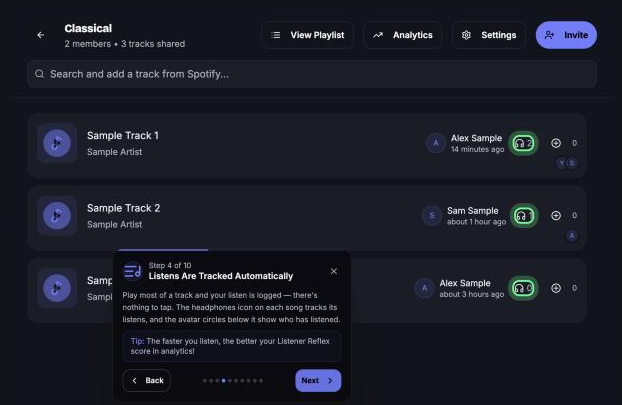 Classical
2 members • 3 tracks shared
View Playlist
Analytics
Settings
Invite
Search and add a track from Spotify...
Sample Track 1
Sample Artist
A
Alex Sample
14 minutes ago
2
0
Y S
Sample Track 2
Sample Artist
S
Sam Sample
about 1 hour ago
1
0
A
A
Alex Sample
about 3 hours ago
0
0
Step 4 of 10
Listens Are Tracked Automatically
Play most of a track and your listen is logged — there's
nothing to tap. The headphones icon on each song tracks its
listens, and the avatar circles below it show who has listened.
Tip: The faster you listen, the better your Listener Reflex
score in analytics!
Back
Next